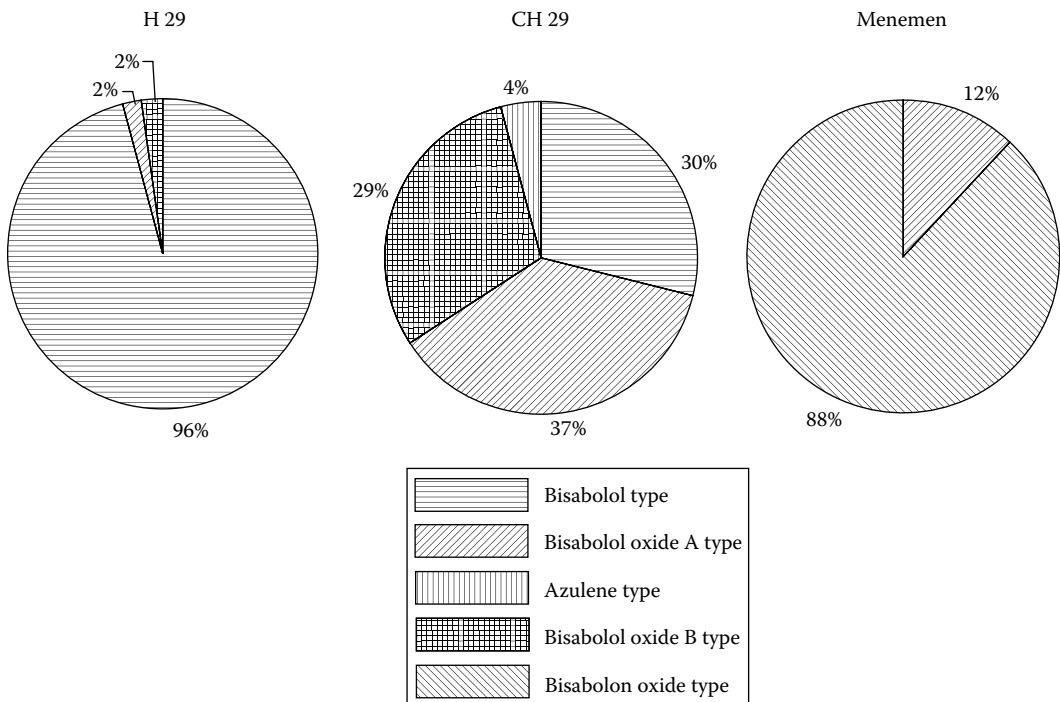 H 29
CH 29
Menemen
2%
2%
96%
4%
30%
29%
37%
12%
88%
Bisabolol type
Bisabolol oxide A type
Azulene type
Bisabolol oxide B type
Bisabolon oxide type